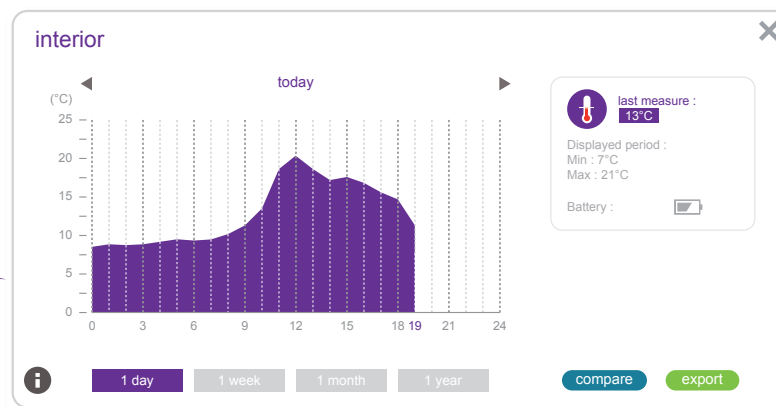 interior
today
(°C)
25
20
15
10
5
0
0 3 6 9 12 15 18 19 21 24
last measure :
13°C
Displayed period :
Min : 7°C
Max : 21°C
Battery :
1 day 1 week 1 month 1 year
compare export